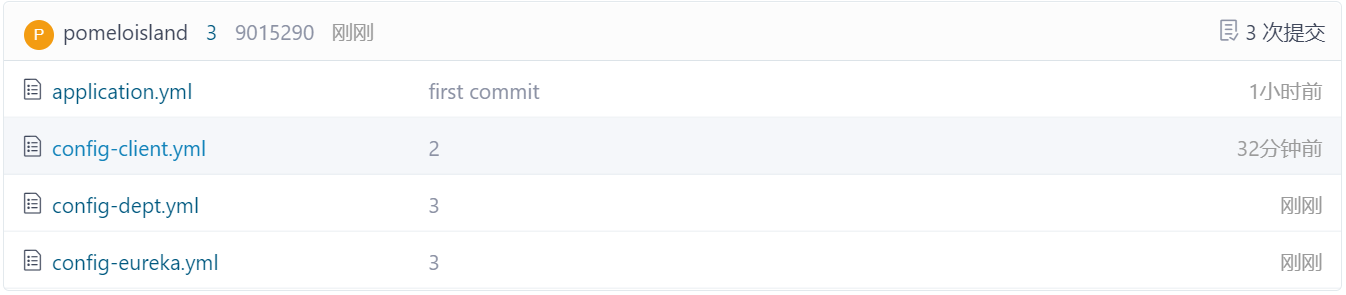 P pomeloisland 3 9015290 刚刚 3 次提交
application.yml first commit 1小时前
config-client.yml 2 32分钟前
config-dept.yml 3 刚刚
config-eureka.yml 3 刚刚